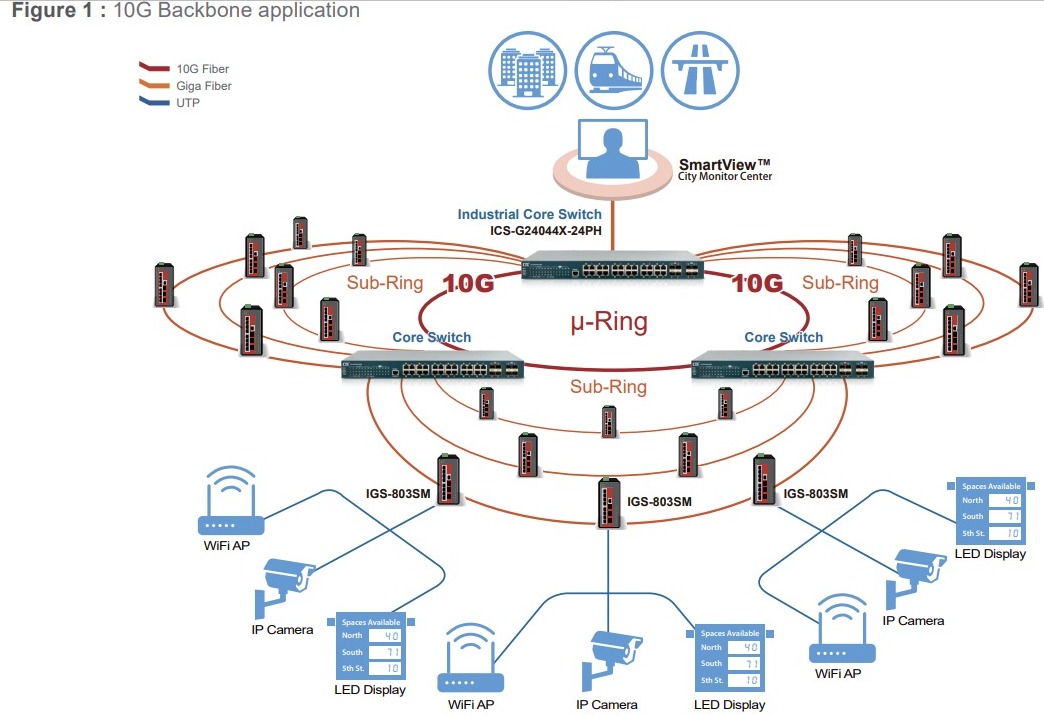 Figure 1 : 10G Backbone application
10G Fiber
Giga Fiber
UTP
SmartView™
City Monitor Center
Industrial Core Switch
ICS-G24044X-24PH
Sub-Ring
10G
10G
Sub-Ring
μ-Ring
Core Switch
Core Switch
Sub-Ring
IGS-803SM
IGS-803SM
IGS-803SM
WiFi AP
IP Camera
Spaces Available
North 40
South 71
5th St. 10
LED Display
WiFi AP
IP Camera
Spaces Available
North 40
South 71
5th St. 10
LED Display
WiFi AP
IP Camera
Spaces Available
North 40
South 71
5th St. 10
LED Display